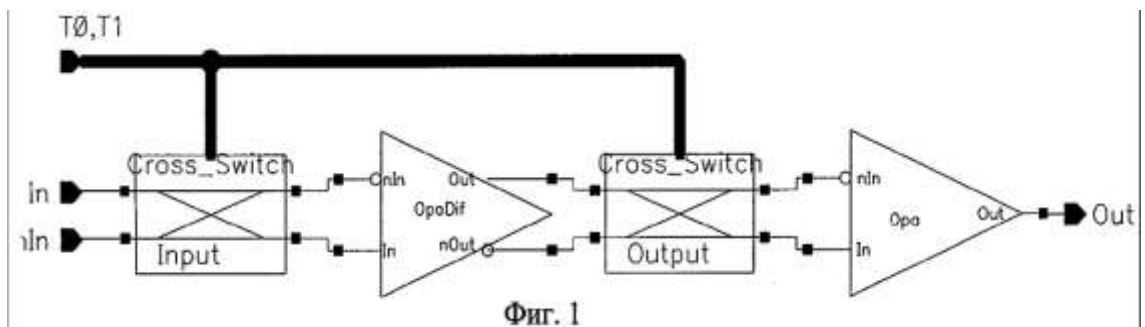 T0,T1
Cross_Switch
Cross_Switch
In
nIn
Out
nIn
OpaDif
Opa
Out
Out
nIn
In
nOut
In
Input
Output
Фиг. 1